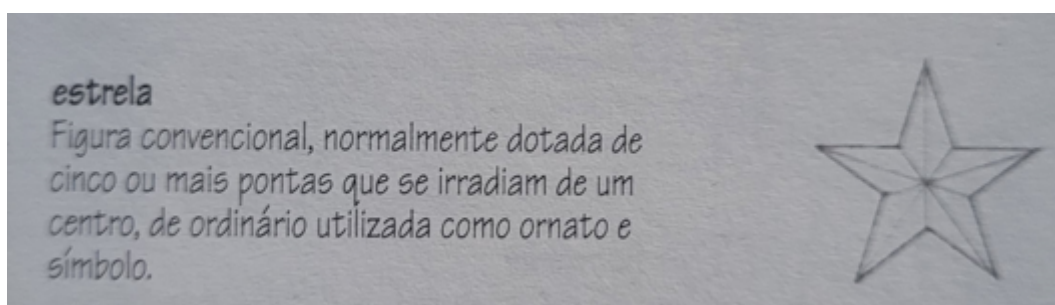 estrela
Figura convencional, normalmente dotada de
cinco ou mais pontas que se irradiam de um
centro, de ordinário utilizada como ornato e
símbolo.